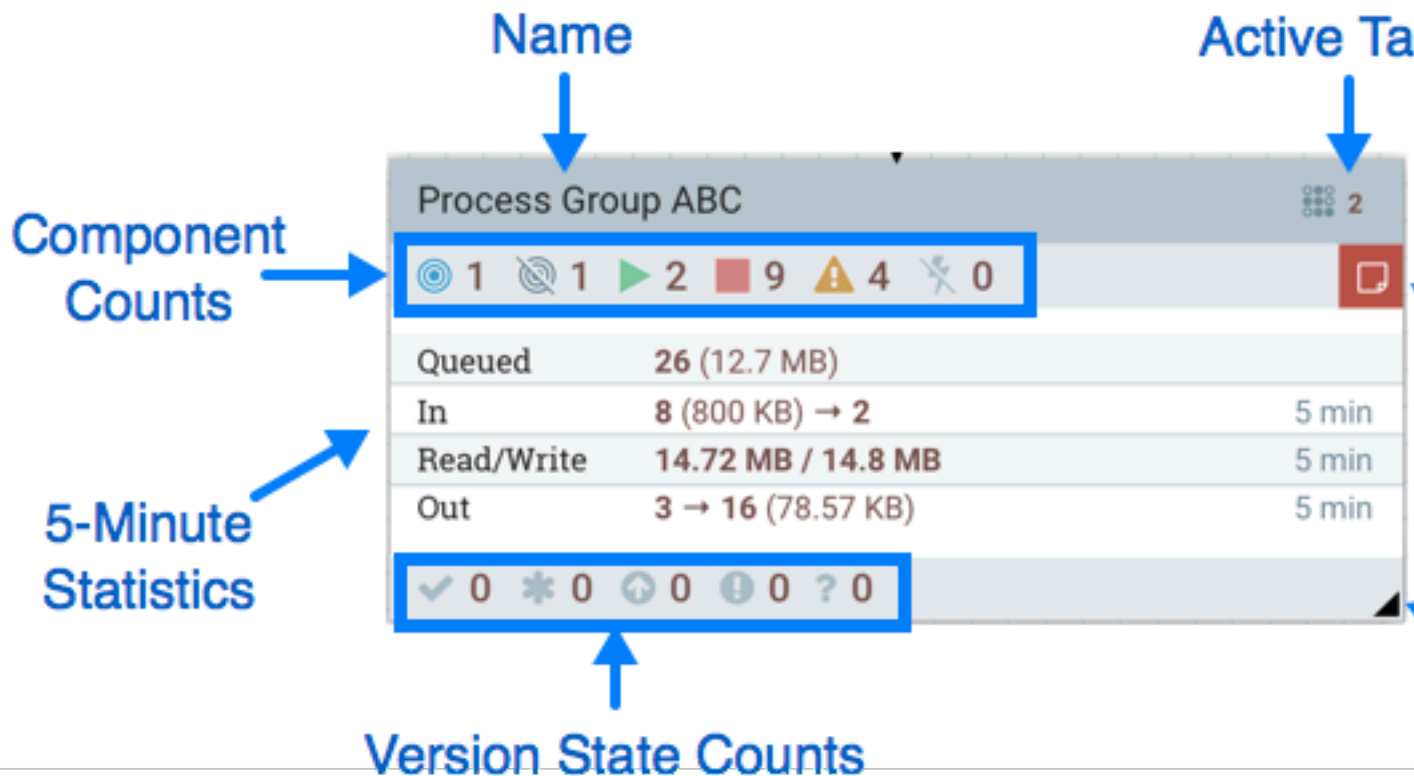 Name
Active Ta
Process Group ABC
2
Component
Counts
1 1 2 9 4 0
Queued 26 (12.7 MB)
In 8 (800 KB) → 2 5 min
Read/Write 14.72 MB / 14.8 MB 5 min
Out 3 → 16 (78.57 KB) 5 min
5-Minute
Statistics
0 0 0 0 ? 0
Version State Counts